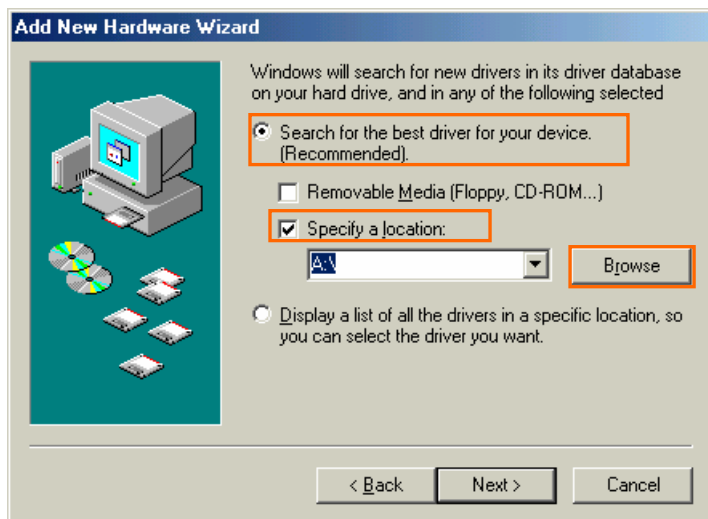 Add New Hardware Wizard
Windows will search for new drivers in its driver database
on your hard drive, and in any of the following selected
Search for the best driver for your device.
(Recommended).
Removable Media (Floppy, CD-ROM...)
Specify a location:
A:\
Browse
Display a list of all the drivers in a specific location, so
you can select the driver you want.
< Back
Next >
Cancel